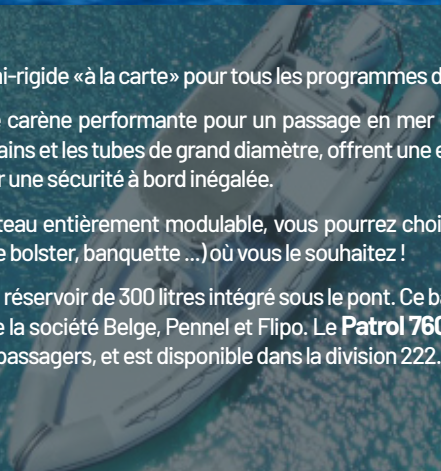 i-rigide «à la carte» pour tous les programmes d
carène performante pour un passage en mer
ains et les tubes de grand diamètre, offrent une
r une sécurité à bord inégalée.
teau entièrement modulable, vous pourrez choi
e bolster, banquette ...) où vous le souhaitez !
réservoir de 300 litres intégré sous le pont. Ce b
e la société Belge, Pennel et Flipo. Le Patrol 760
passagers, et est disponible dans la division 222.